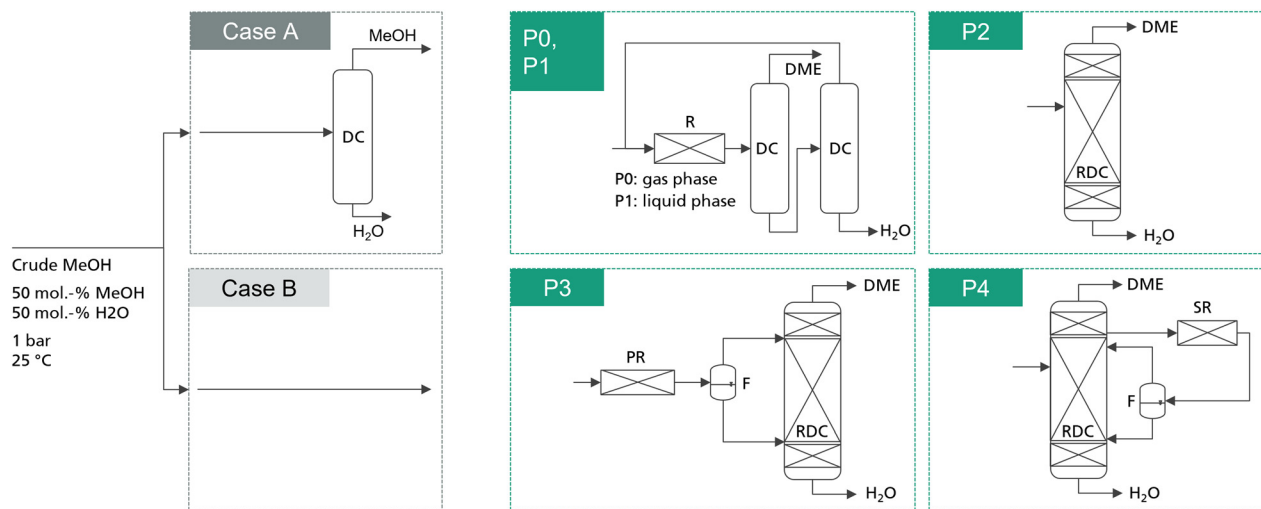 Crude MeOH
50 mol.-% MeOH
50 mol.-% H2O
1 bar
25 °C
Case A
MeOH
DC
H₂O
Case B
P0,
P1
DME
R
DC
DC
P0: gas phase
P1: liquid phase
H₂O
P2
DME
RDC
H₂O
P3
DME
PR
F
RDC
H₂O
P4
DME
SR
F
RDC
H₂O